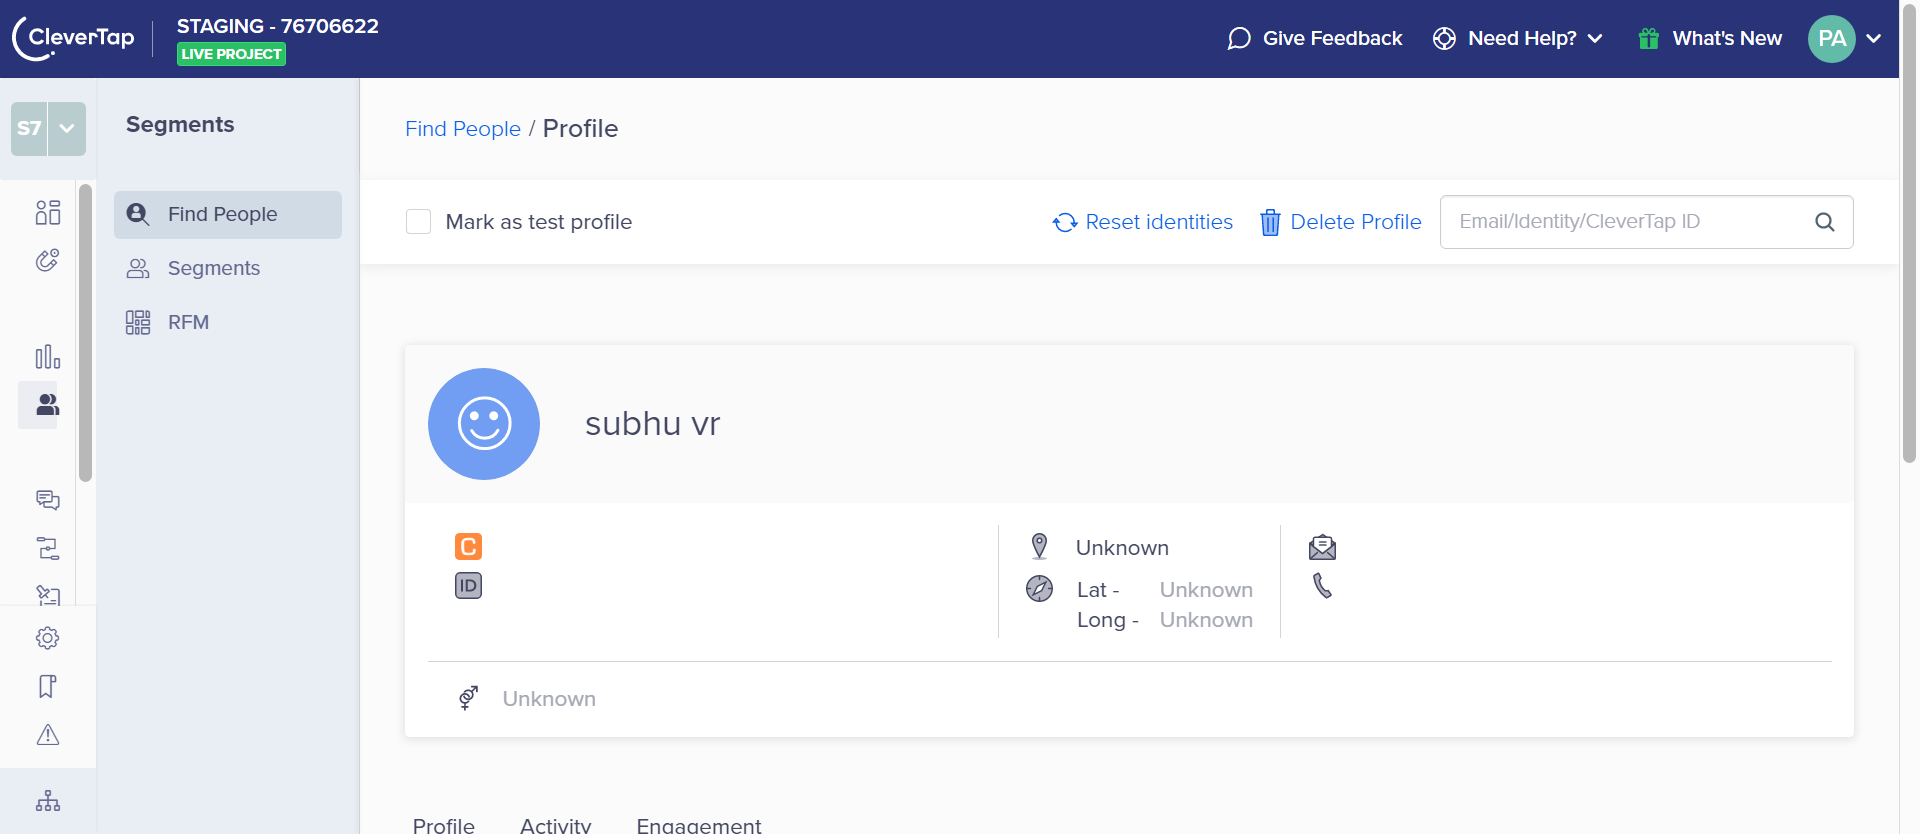 CleverTap
STAGING - 76706622
LIVE PROJECT
Give Feedback
Need Help?
What's New
PA
S7
Segments
Find People
Segments
RFM
Find People / Profile
Mark as test profile
Reset identities
Delete Profile
Email/Identity/CleverTap ID
subhu vr
C
ID
Unknown
Lat - Unknown
Long - Unknown
Unknown
Profile
Activity
Engagement